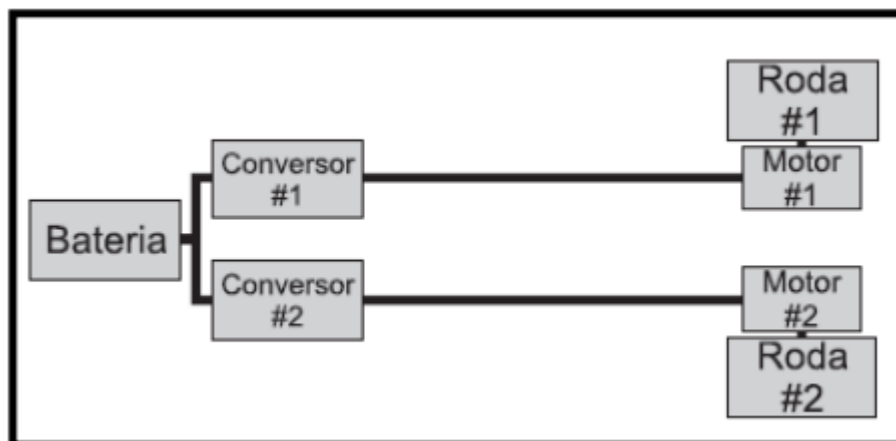 Bateria
Conversor
#1
Conversor
#2
Roda
#1
Motor
#1
Motor
#2
Roda
#2